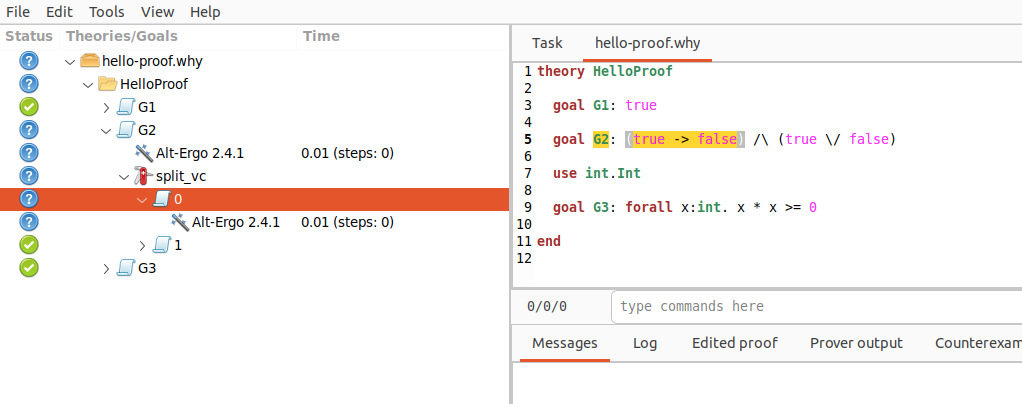 File Edit Tools View Help
Status Theories/Goals Time
hello-proof.why
HelloProof
G1
G2
Alt-Ergo 2.4.1 0.01 (steps: 0)
split_vc
0
Alt-Ergo 2.4.1 0.01 (steps: 0)
1
G3
Task hello-proof.why
1 theory HelloProof
2
3 goal G1: true
4
5 goal G2: (true -> false) /\ (true \/ false)
6
7 use int.Int
8
9 goal G3: forall x:int. x * x >= 0
10
11 end
12
0/0/0 type commands here
Messages Log Edited proof Prover output Counterexam